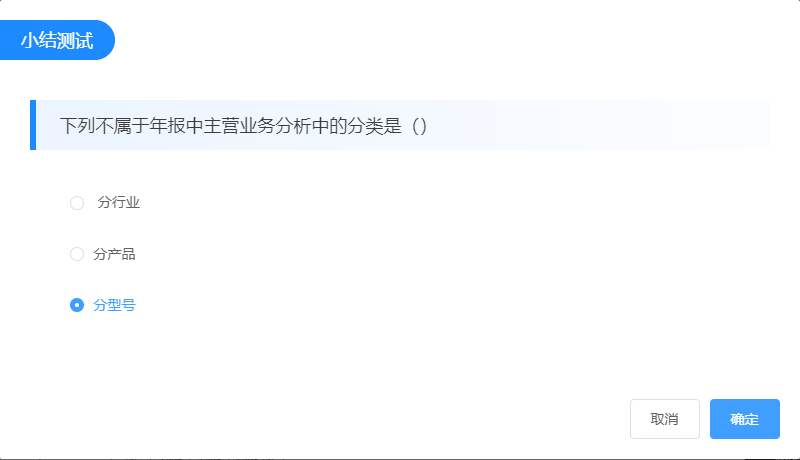 小结测试
下列不属于年报中主营业务分析中的分类是（）
分行业
分产品
分型号
取消
确定